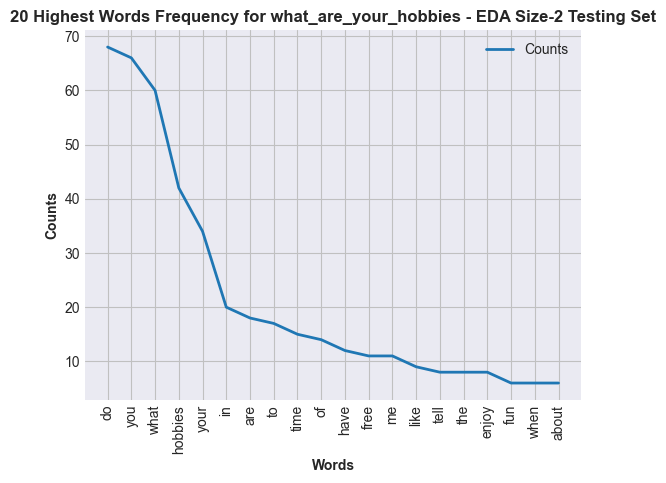 20 Highest Words Frequency for what_are_your_hobbies - EDA Size-2 Testing Set
Counts
70
60
50
40
30
20
10
Counts
do
you
what
hobbies
your
in
are
to
time
of
have
free
me
like
tell
the
enjoy
fun
when
about
Words